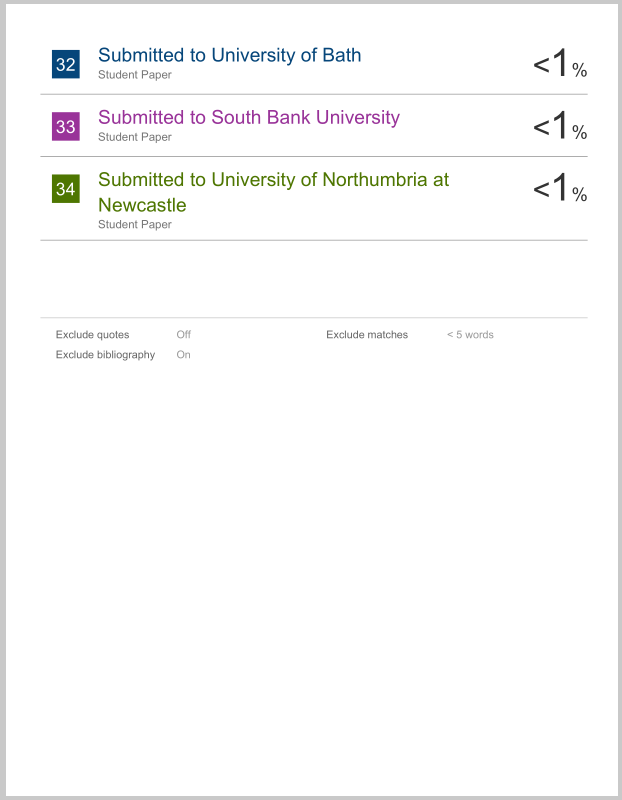 32 Submitted to University of Bath <1%
Student Paper
33 Submitted to South Bank University <1%
Student Paper
34 Submitted to University of Northumbria at <1%
Newcastle
Student Paper
Exclude quotes Off Exclude matches < 5 words
Exclude bibliography On